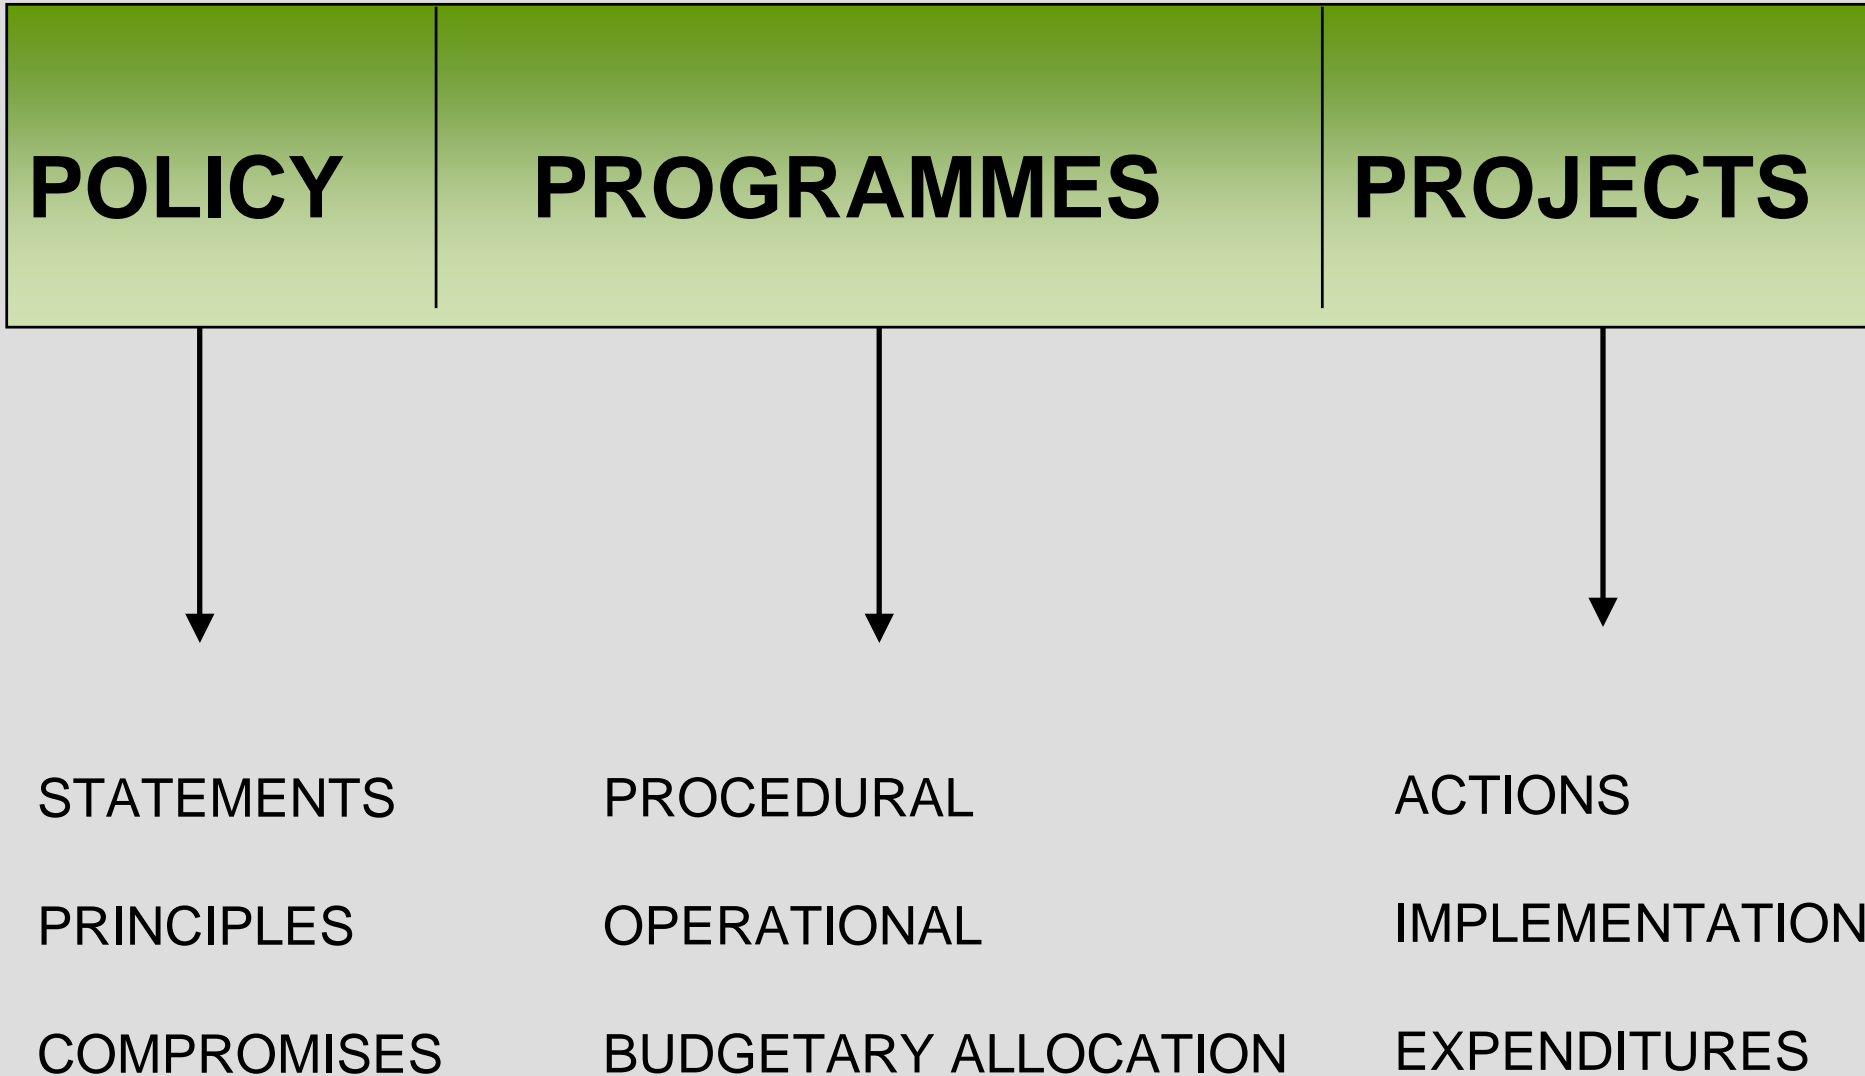 POLICY PROGRAMMES PROJECTS
STATEMENTS PROCEDURAL ACTIONS
PRINCIPLES OPERATIONAL IMPLEMENTATION
COMPROMISES BUDGETARY ALLOCATION EXPENDITURES